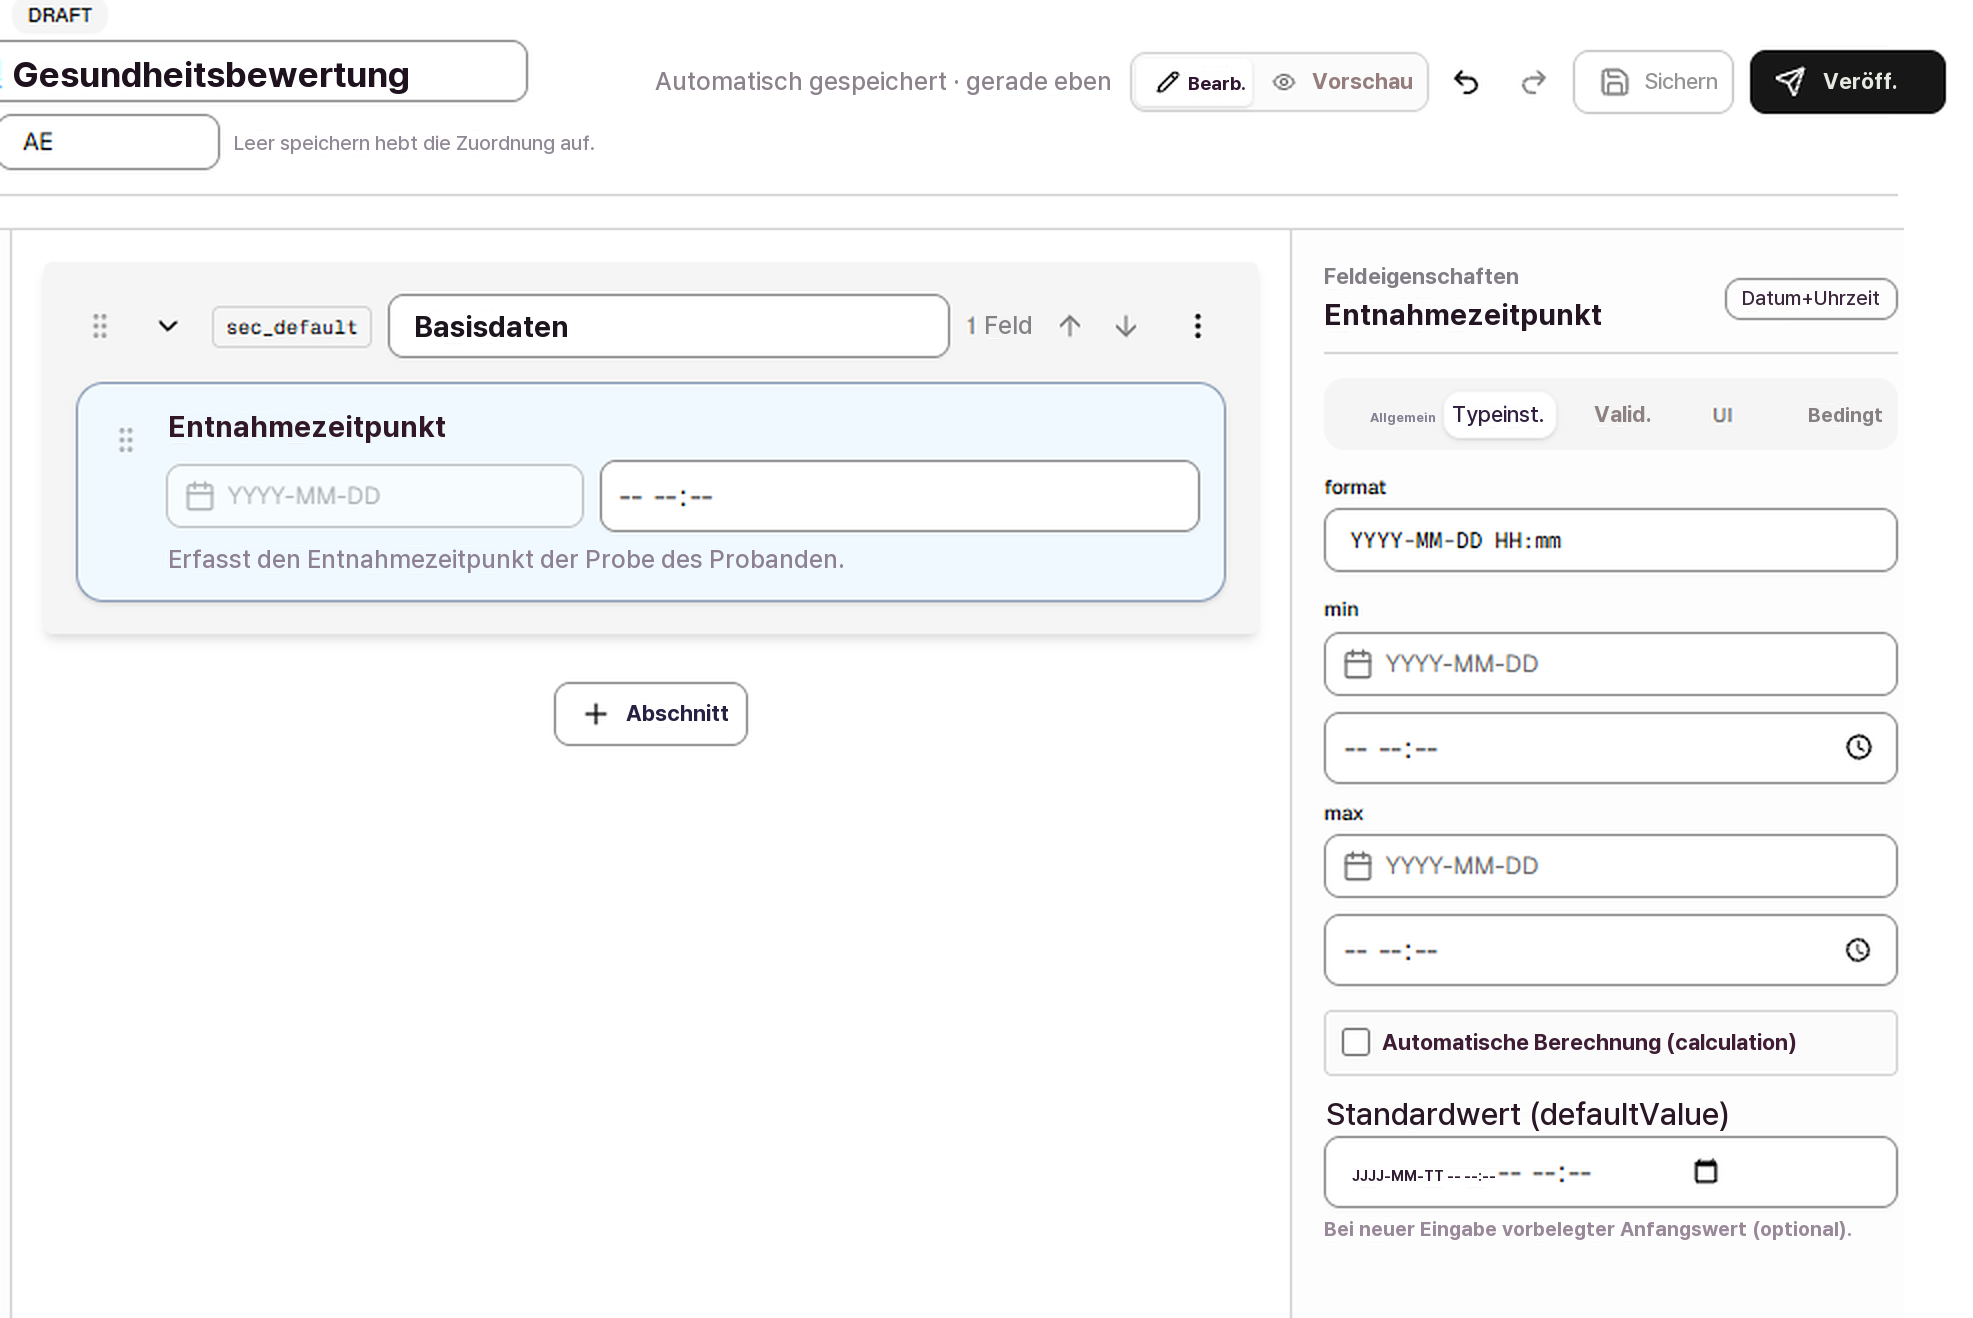 DRAFT
Gesundheitsbewertung
Automatisch gespeichert · gerade eben
Bearb.
Vorschau
Sichern
Veröff.
AE
Leer speichern hebt die Zuordnung auf.
sec_default
Basisdaten
1 Feld
Entnahmezeitpunkt
YYYY-MM-DD
-- --:--
Erfasst den Entnahmezeitpunkt der Probe des Probanden.
Abschnitt
Feldeigenschaften
Entnahmezeitpunkt
Datum+Uhrzeit
Allgemein
Typeinst.
Valid.
UI
Bedingt
format
YYYY-MM-DD HH:mm
min
YYYY-MM-DD
-- --:--
max
YYYY-MM-DD
-- --:--
Automatische Berechnung (calculation)
Standardwert (defaultValue)
JJJJ-MM-TT -- --:-- -- --:--
Bei neuer Eingabe vorbelegter Anfangswert (optional).